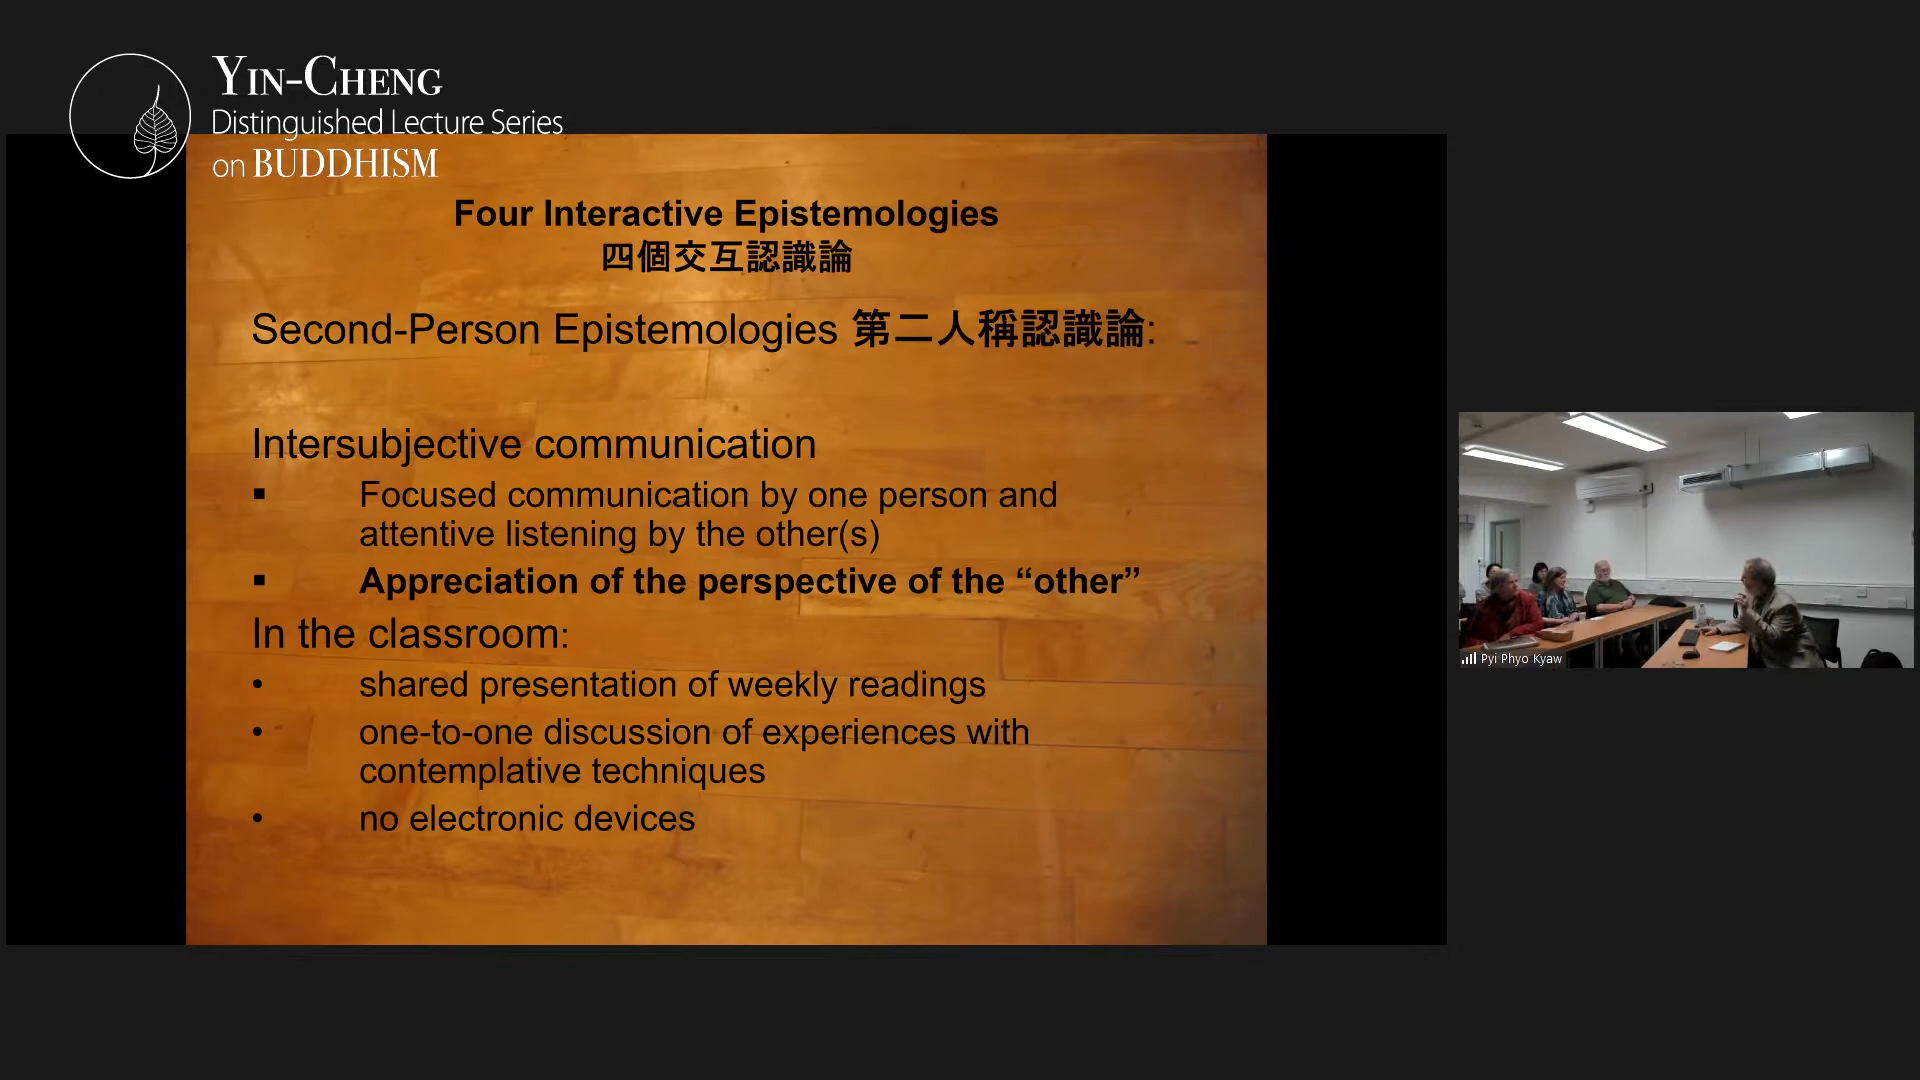 YIN-CHENG
Distinguished Lecture Series
on BUDDHISM
Four Interactive Epistemologies
四個交互認識論
Second-Person Epistemologies 第二人稱認識論:
Intersubjective communication
▪ Focused communication by one person and
attentive listening by the other(s)
▪ Appreciation of the perspective of the “other”
In the classroom:
• shared presentation of weekly readings
• one-to-one discussion of experiences with
contemplative techniques
• no electronic devices
Pyi Phyo Kyaw